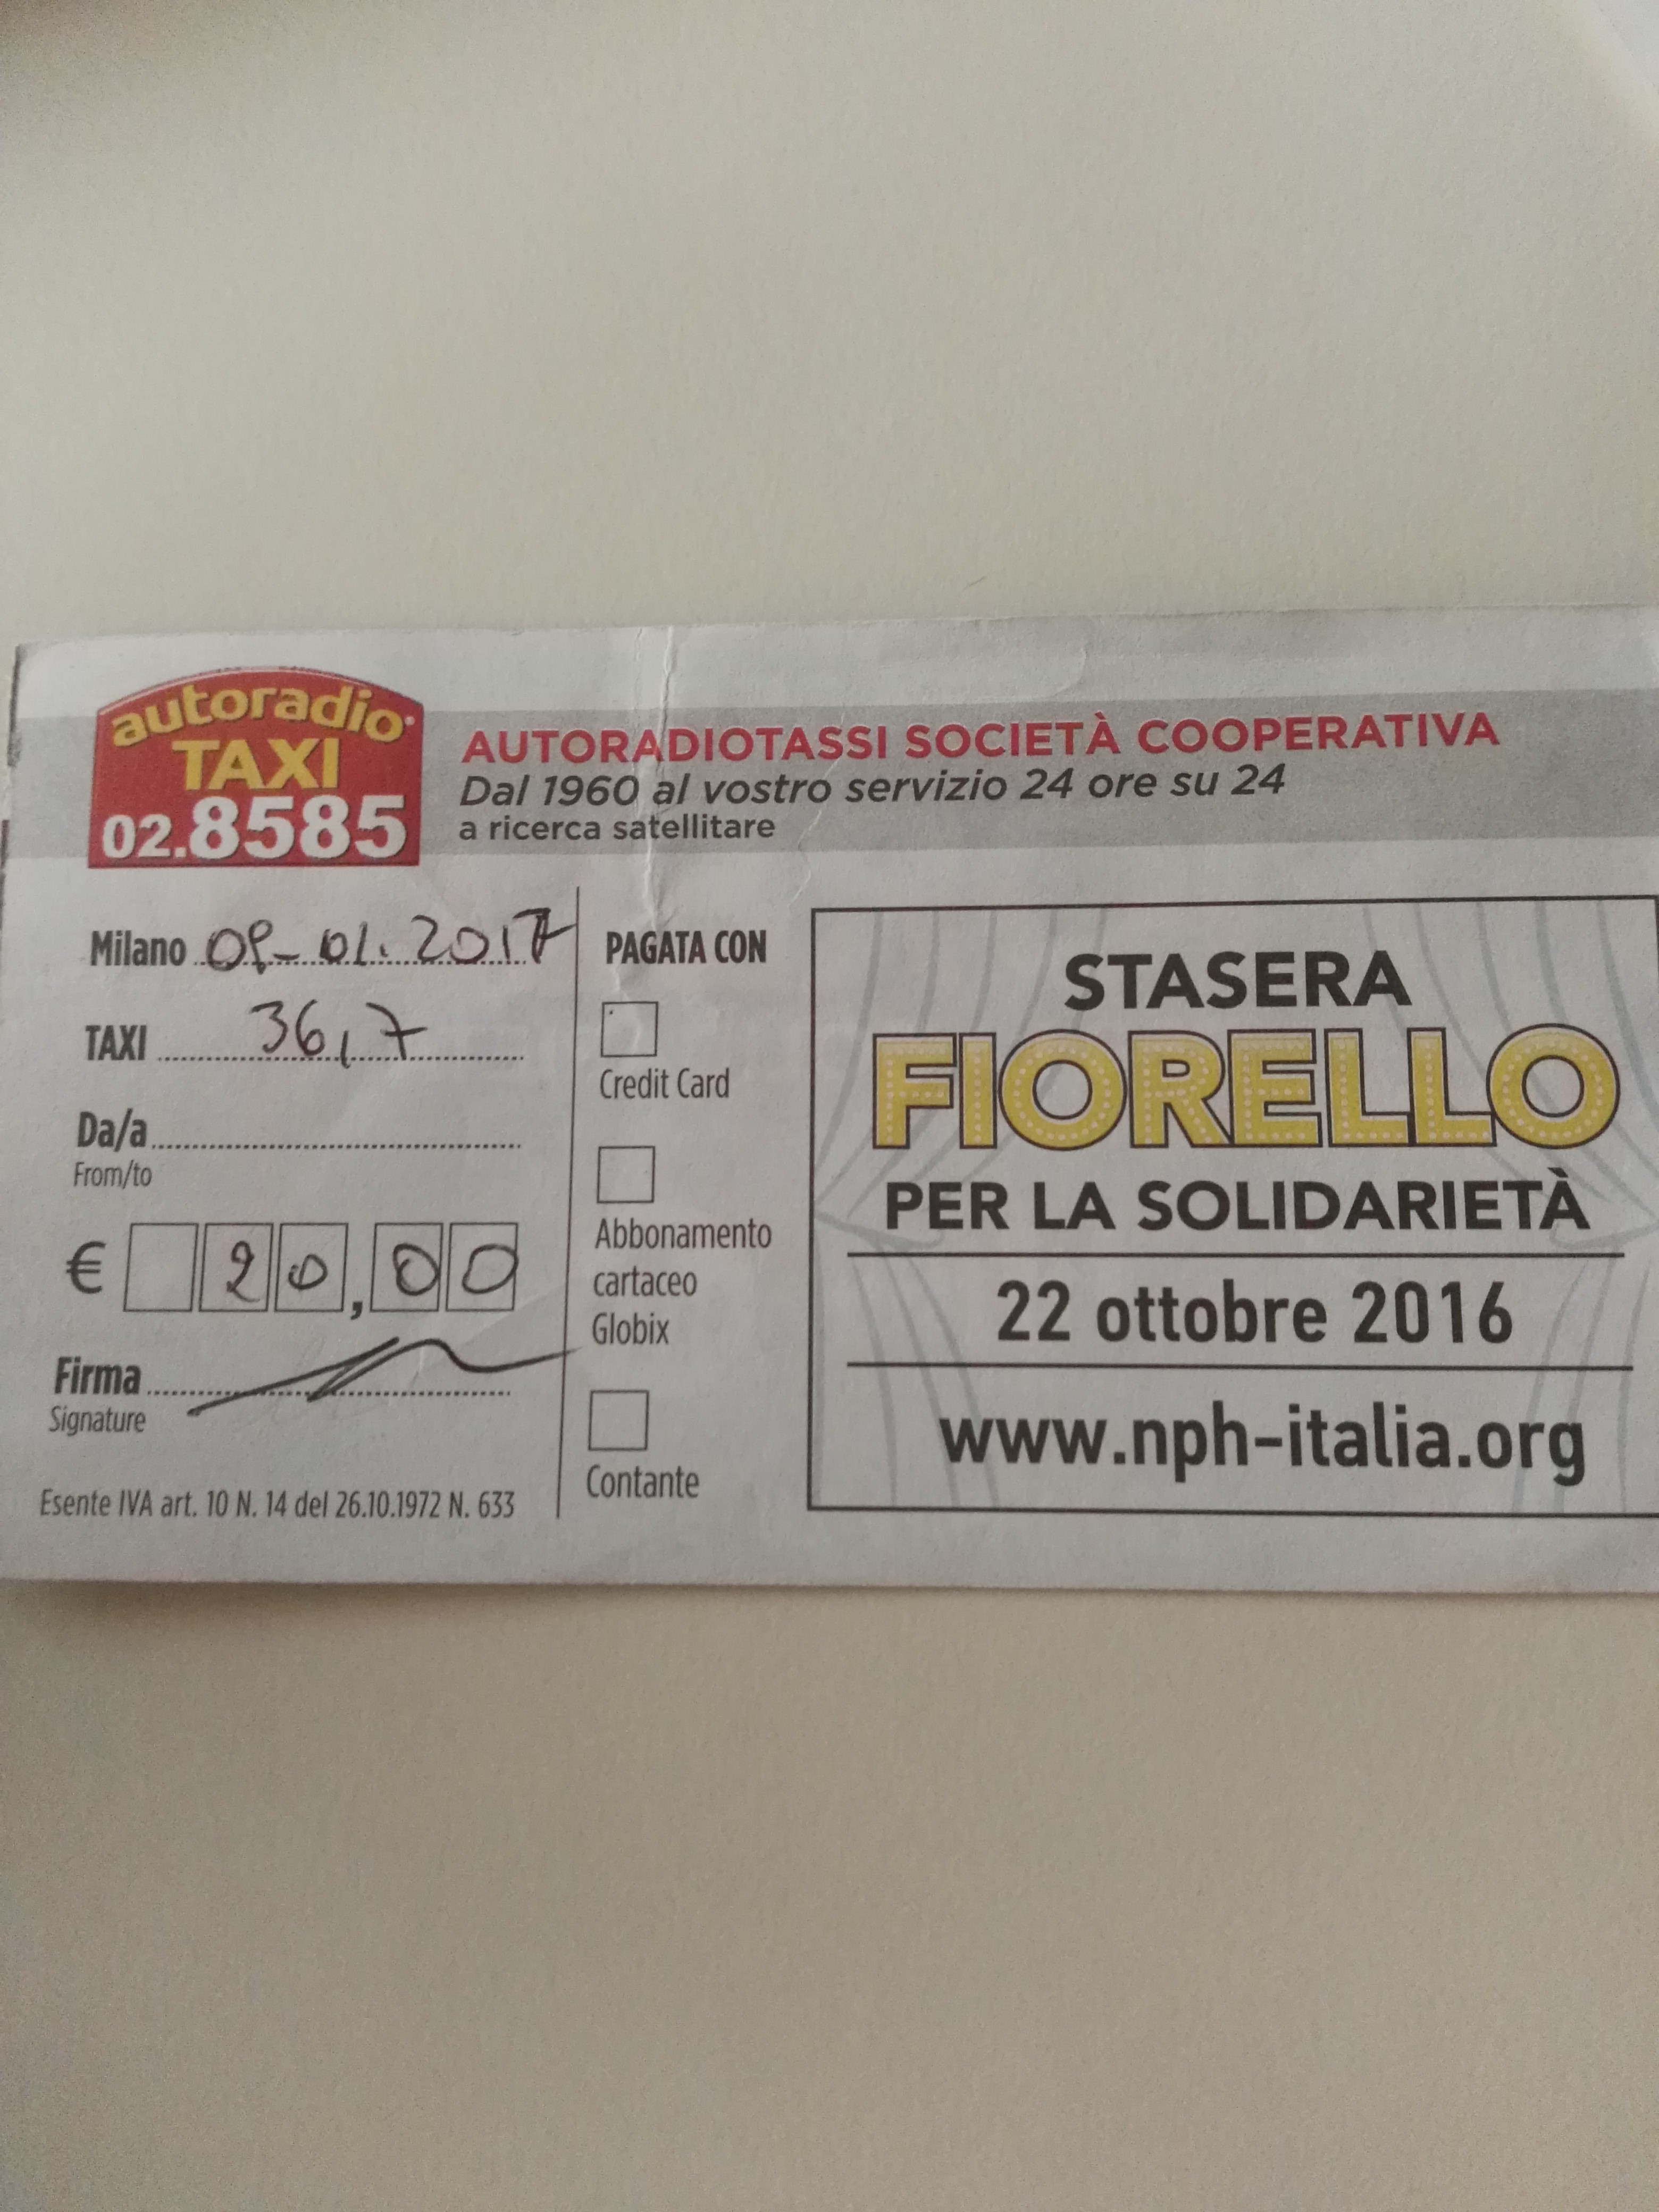 autoradio
TAXI
02.8585
AUTORADIOTASSI SOCIETÀ COOPERATIVA
Dal 1960 al vostro servizio 24 ore su 24
a ricerca satellitare
Milano 01.2017
TAXI 36,7
Da/a
From/to
€ 20,00
Firma
Signature
Esente IVA art. 10 N. 14 del 26.10.1972 N. 633
PAGATA CON
Credit Card
Abbonamento
cartaceo
Globix
Contante
STASERA
FIORELLO
PER LA SOLIDARIETÀ
22 ottobre 2016
www.nph-italia.org